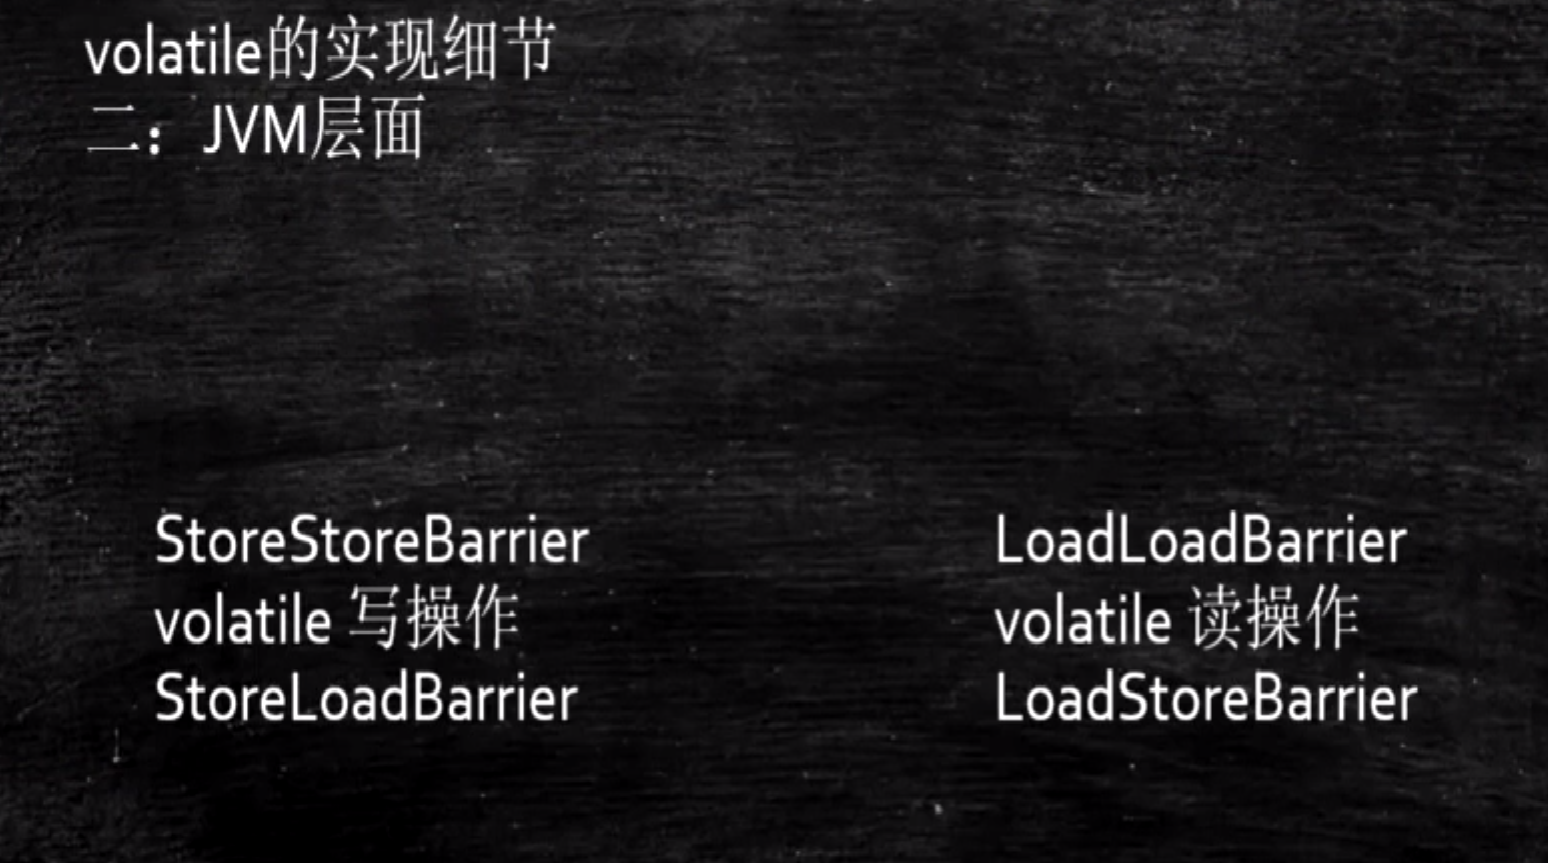 volatile的实现细节
二：JVM层面
StoreStoreBarrier
volatile 写操作
StoreLoadBarrier
LoadLoadBarrier
volatile 读操作
LoadStoreBarrier